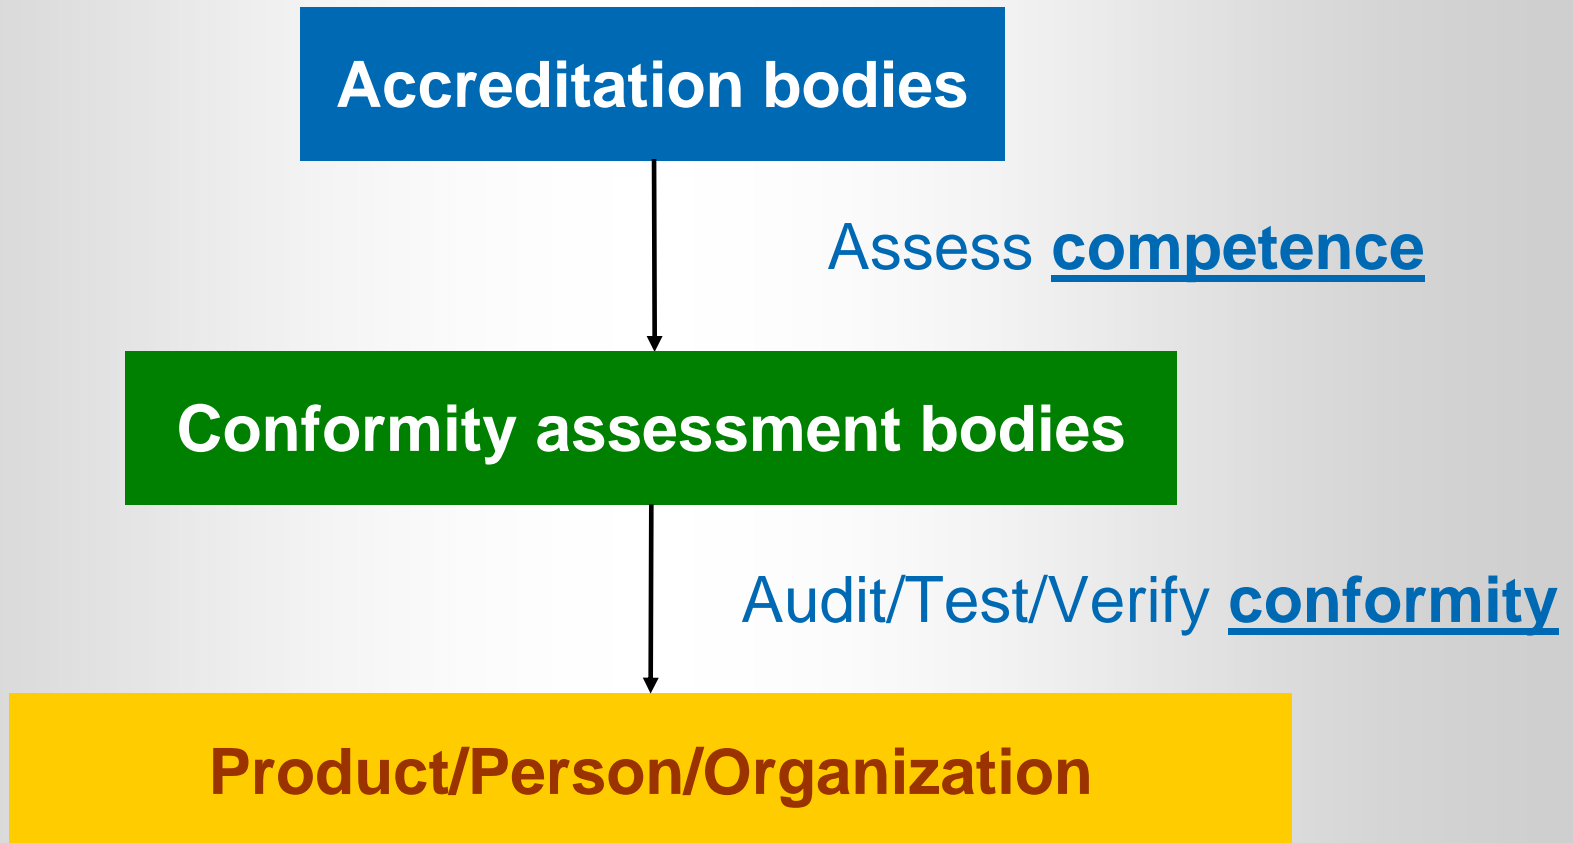 Accreditation bodies
Assess competence
Conformity assessment bodies
Audit/Test/Verify conformity
Product/Person/Organization